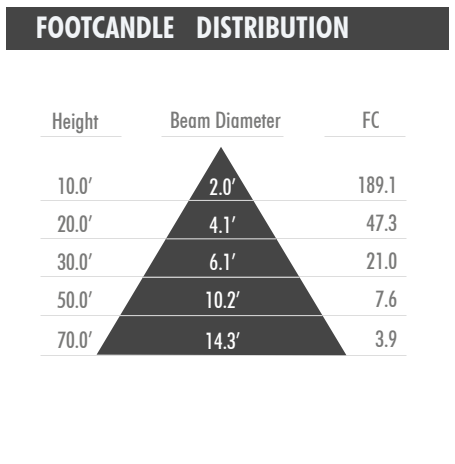 FOOTCANDLE DISTRIBUTION
Height Beam Diameter FC
10.0′ 2.0′ 189.1
20.0′ 4.1′ 47.3
30.0′ 6.1′ 21.0
50.0′ 10.2′ 7.6
70.0′ 14.3′ 3.9